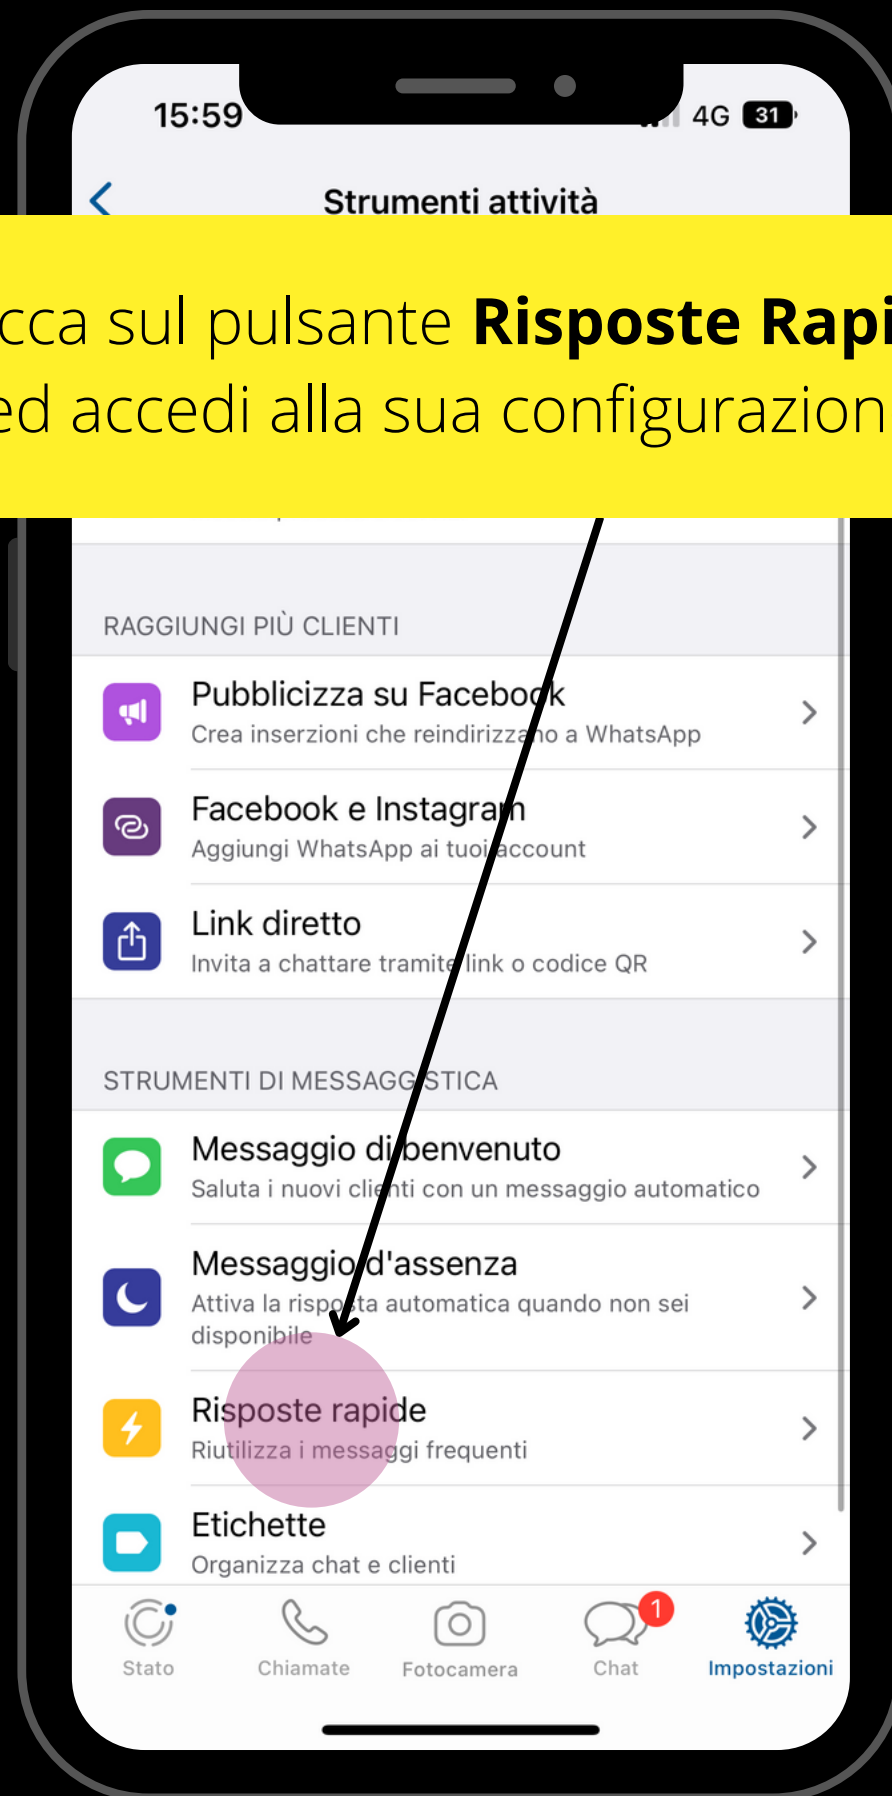 15:59
4G 31
Strumenti attività
cca sul pulsante Risposte Rapi
ed accedi alla sua configurazion
RAGGIUNGI PIÙ CLIENTI
Pubblicizza su Facebook
Crea inserzioni che reindirizzano a WhatsApp
Facebook e Instagram
Aggiungi WhatsApp ai tuoi account
Link diretto
Invita a chattare tramite link o codice QR
STRUMENTI DI MESSAGGISTICA
Messaggio di benvenuto
Saluta i nuovi clienti con un messaggio automatico
Messaggio d'assenza
Attiva la risposta automatica quando non sei
disponibile
Risposte rapide
Riutilizza i messaggi frequenti
Etichette
Organizza chat e clienti
1
Stato Chiamate Fotocamera Chat Impostazioni